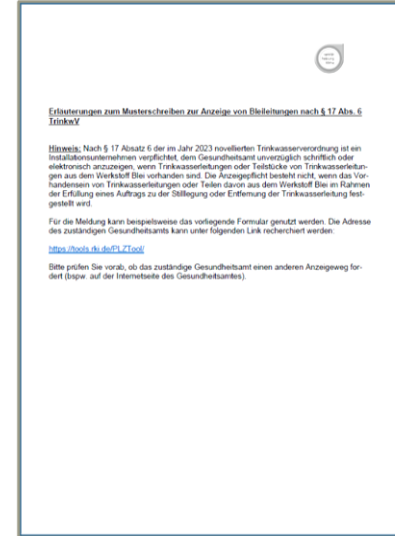 Erläuterungen zum Musterschreiben zur Anzeige von Bleileitungen nach § 17 Abs. 6
TrinkwV
Hinweis: Nach § 17 Absatz 6 der im Jahr 2023 novellierten Trinkwasserverordnung ist ein
Installationsunternehmen verpflichtet, dem Gesundheitsamt unverzüglich schriftlich oder
elektronisch anzuzeigen, wenn Trinkwasserleitungen oder Teilstücke von Trinkwasserleitun-
gen aus dem Werkstoff Blei vorhanden sind. Die Anzeigepflicht besteht nicht, wenn das Vor-
handensein von Trinkwasserleitungen oder Teilen davon aus dem Werkstoff Blei im Rahmen
der Erfüllung eines Auftrags zu der Stilllegung oder Entfernung der Trinkwasserleitung fest-
gestellt wird.
Für die Meldung kann beispielsweise das vorliegende Formular genutzt werden. Die Adresse
des zuständigen Gesundheitsamts kann unter folgenden Link recherchiert werden:
https://tools.rki.de/PLZTool/
Bitte prüfen Sie vorab, ob das zuständige Gesundheitsamt einen anderen Anzeigeweg for-
dert (bspw. auf der Internetseite des Gesundheitsamtes).